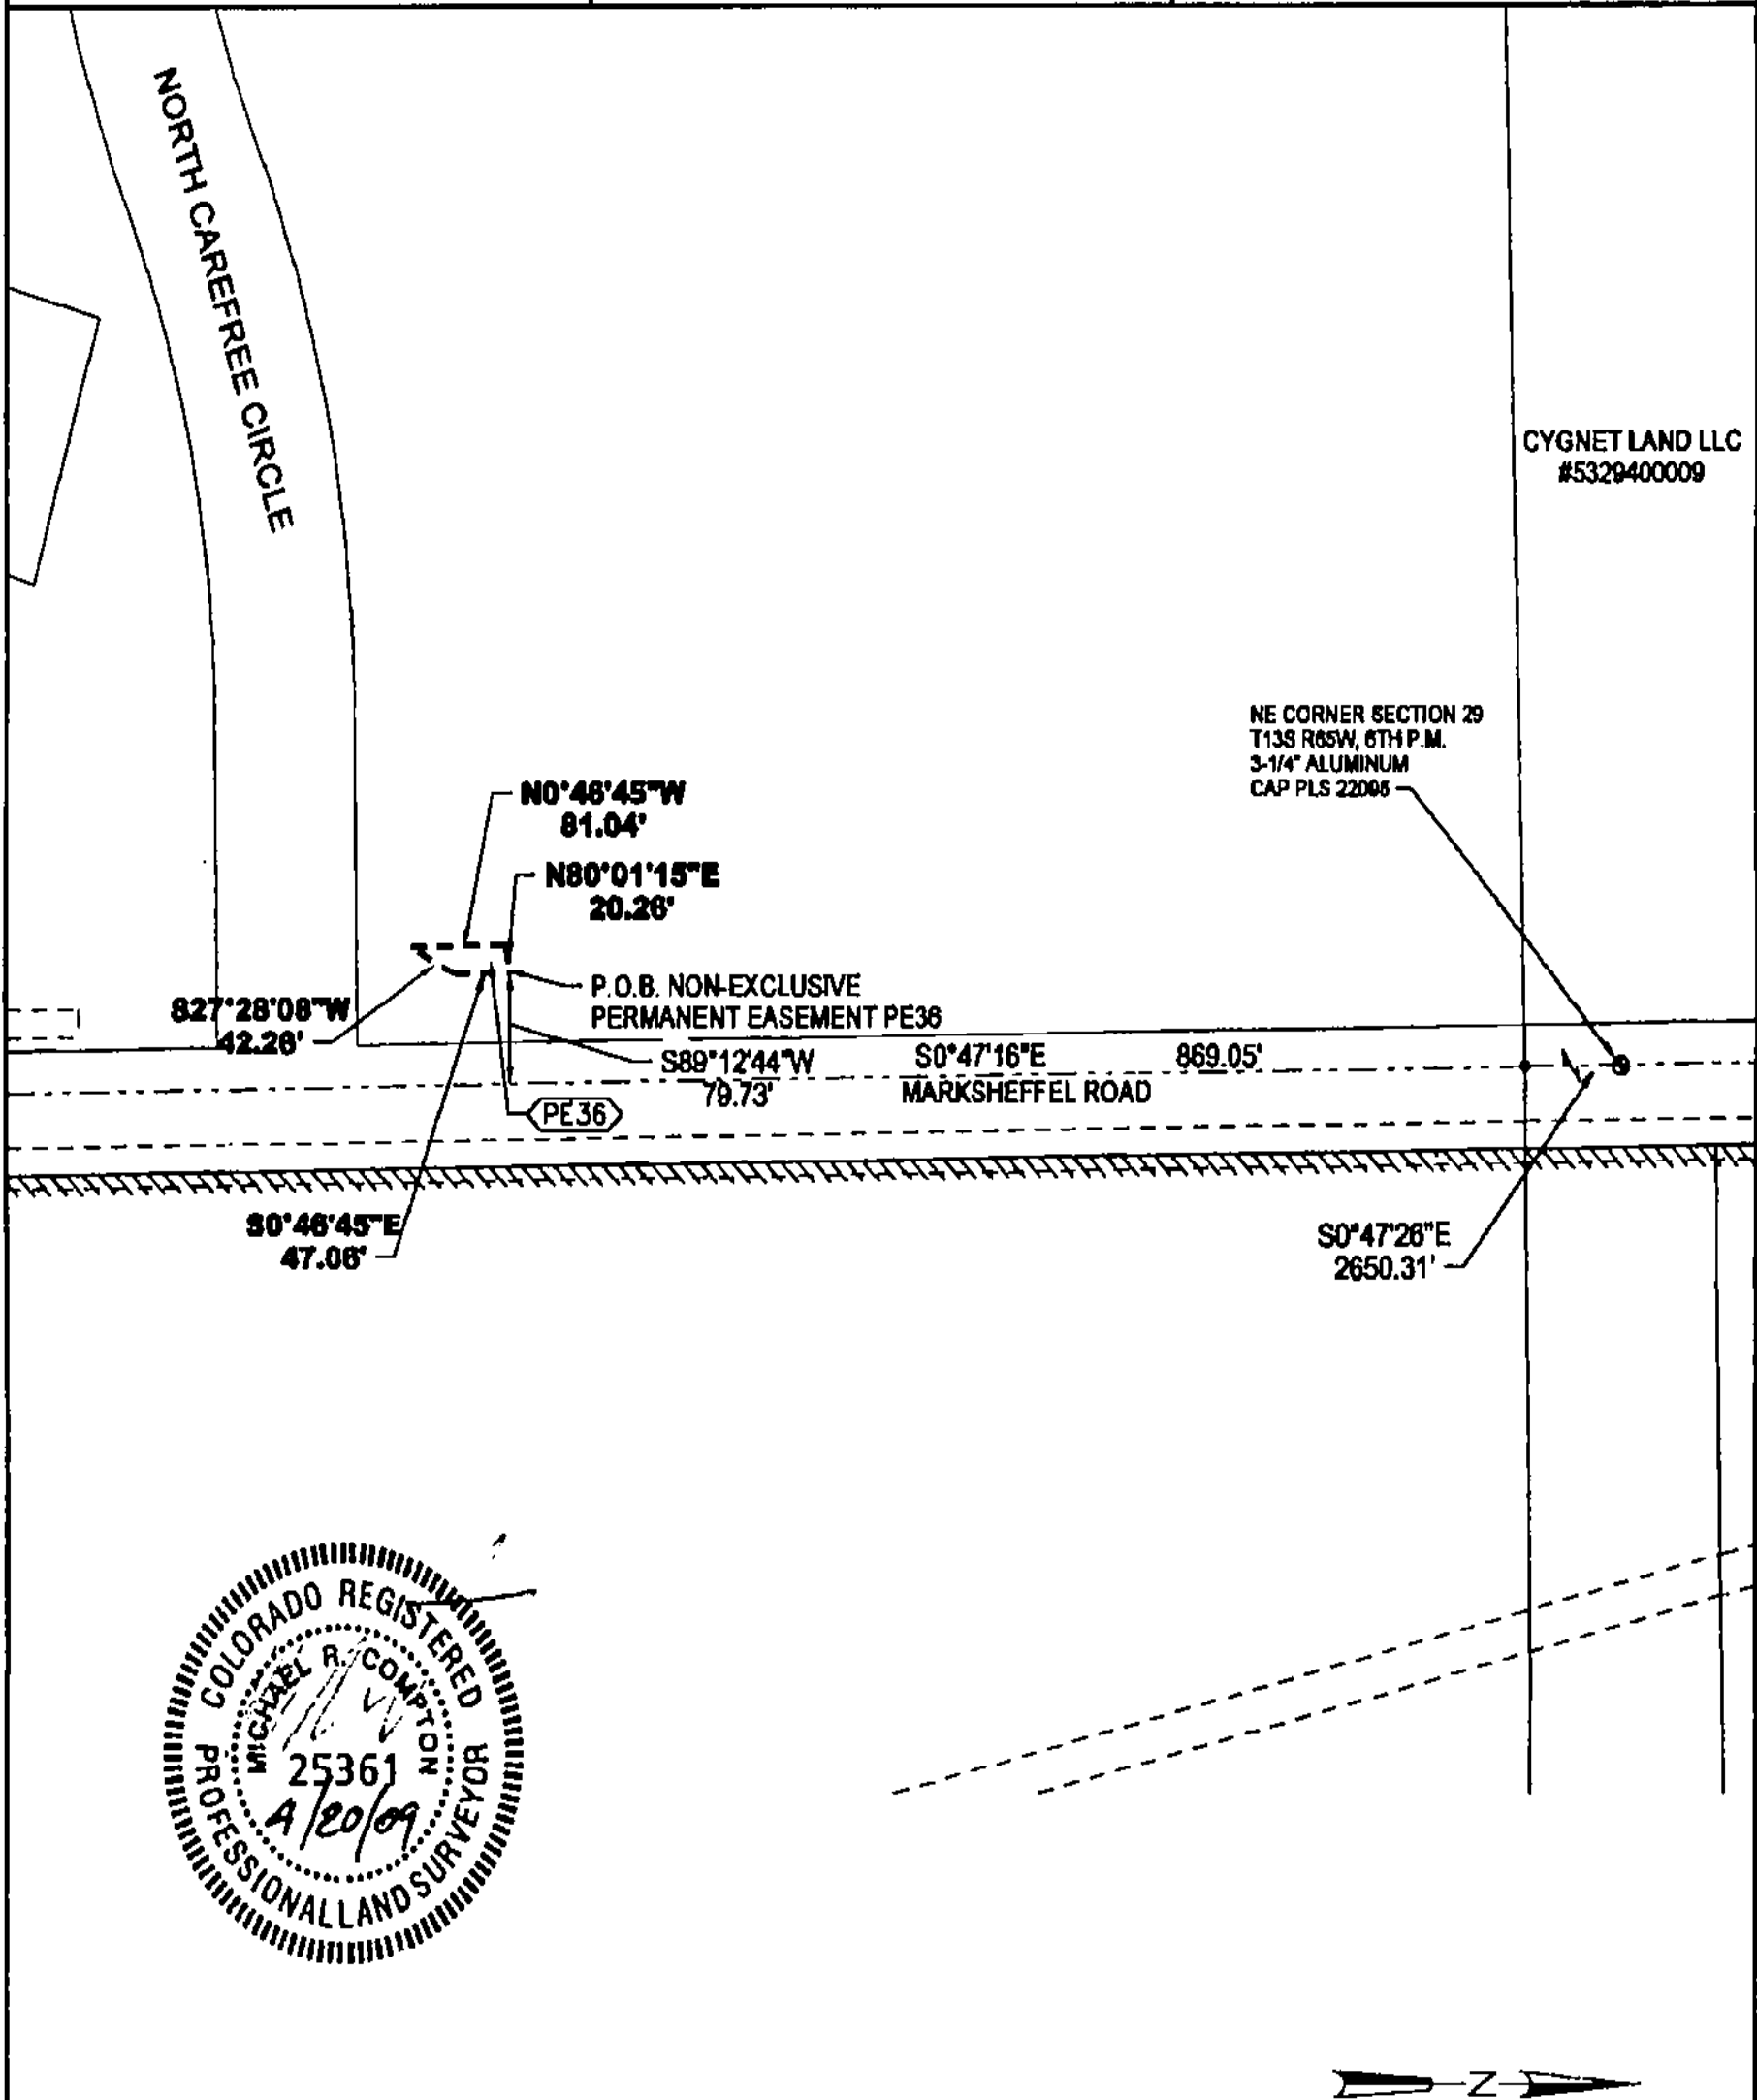 NORTH CAREFREE CIRCLE
CYGNET LAND LLC
#5329400009
NE CORNER SECTION 29
T13S R65W, 6TH P.M.
3-1/4" ALUMINUM
CAP PLS 22095
N0°46'45"W
81.04'
N80°01'15"E
20.26'
P.O.B. NON-EXCLUSIVE
PERMANENT EASEMENT PE36
S27°28'08"W
42.26'
S89°12'44"W
79.73'
S0°47'16"E 869.05'
MARKSHEFFEL ROAD
PE36
S0°46'45"E
47.06'
S0°47'26"E
2650.31'
COLORADO REGISTERED
MICHAEL R. COMPTON
25361
4/20/09
PROFESSIONAL LAND SURVEYOR
Z